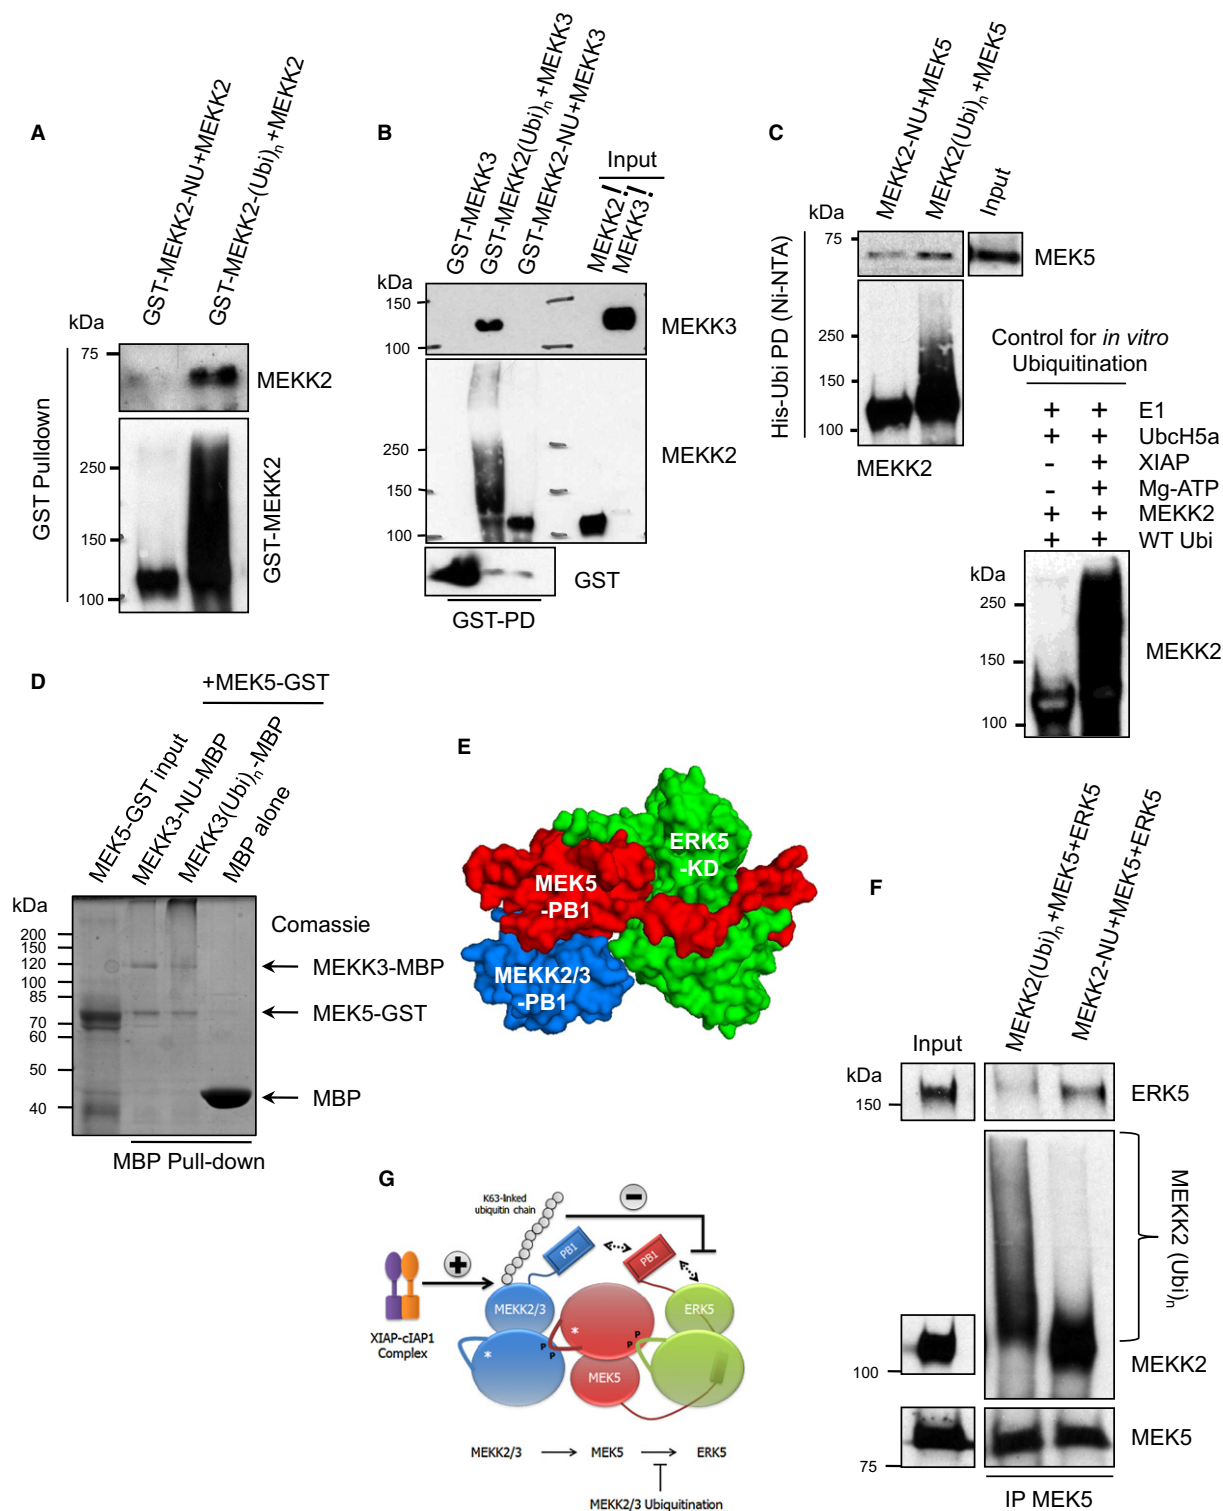 A
GST-MEKK2-NU+MEKK2
GST-MEKK2-(Ubi)n+MEKK2
kDa
GST Pulldown
75
MEKK2
250
150
100
GST-MEKK2
B
GST-MEKK3
GST-MEKK2(Ubi)n+MEKK3
GST-MEKK2-NU+MEKK3
Input
MEKK2
MEKK3
kDa
150
100
MEKK3
250
150
100
MEKK2
GST
GST-PD
C
MEKK2-NU+MEK5
MEKK2(Ubi)n+MEK5
Input
kDa
His-Ubi PD (Ni-NTA)
75
MEK5
250
150
100
MEKK2
Control for in vitro
Ubiquitination
+ + E1
+ + UbcH5a
- + XIAP
- + Mg-ATP
+ + MEKK2
+ + WT Ubi
kDa
250
150
100
MEKK2
D
+MEK5-GST
MEK5-GST input
MEKK3-NU-MBP
MEKK3(Ubi)n-MBP
MBP alone
kDa
200
150
120
100
85
70
60
50
40
Comassie
MEKK3-MBP
MEK5-GST
MBP
MBP Pull-down
E
ERK5
-KD
MEK5
-PB1
MEKK2/3
-PB1
F
MEKK2(Ubi)n+MEK5+ERK5
MEKK2-NU+MEK5+ERK5
Input
kDa
150
ERK5
MEKK2 (Ubi)n
100
MEKK2
75
MEK5
IP MEK5
G
K63-linked
ubiquitin chain
−
+
PB1
PB1
XIAP-cIAP1
Complex
MEKK2/3
ERK5
*
*
P
P
P
P
MEK5
MEKK2/3
MEK5
ERK5
MEKK2/3 Ubiquitination